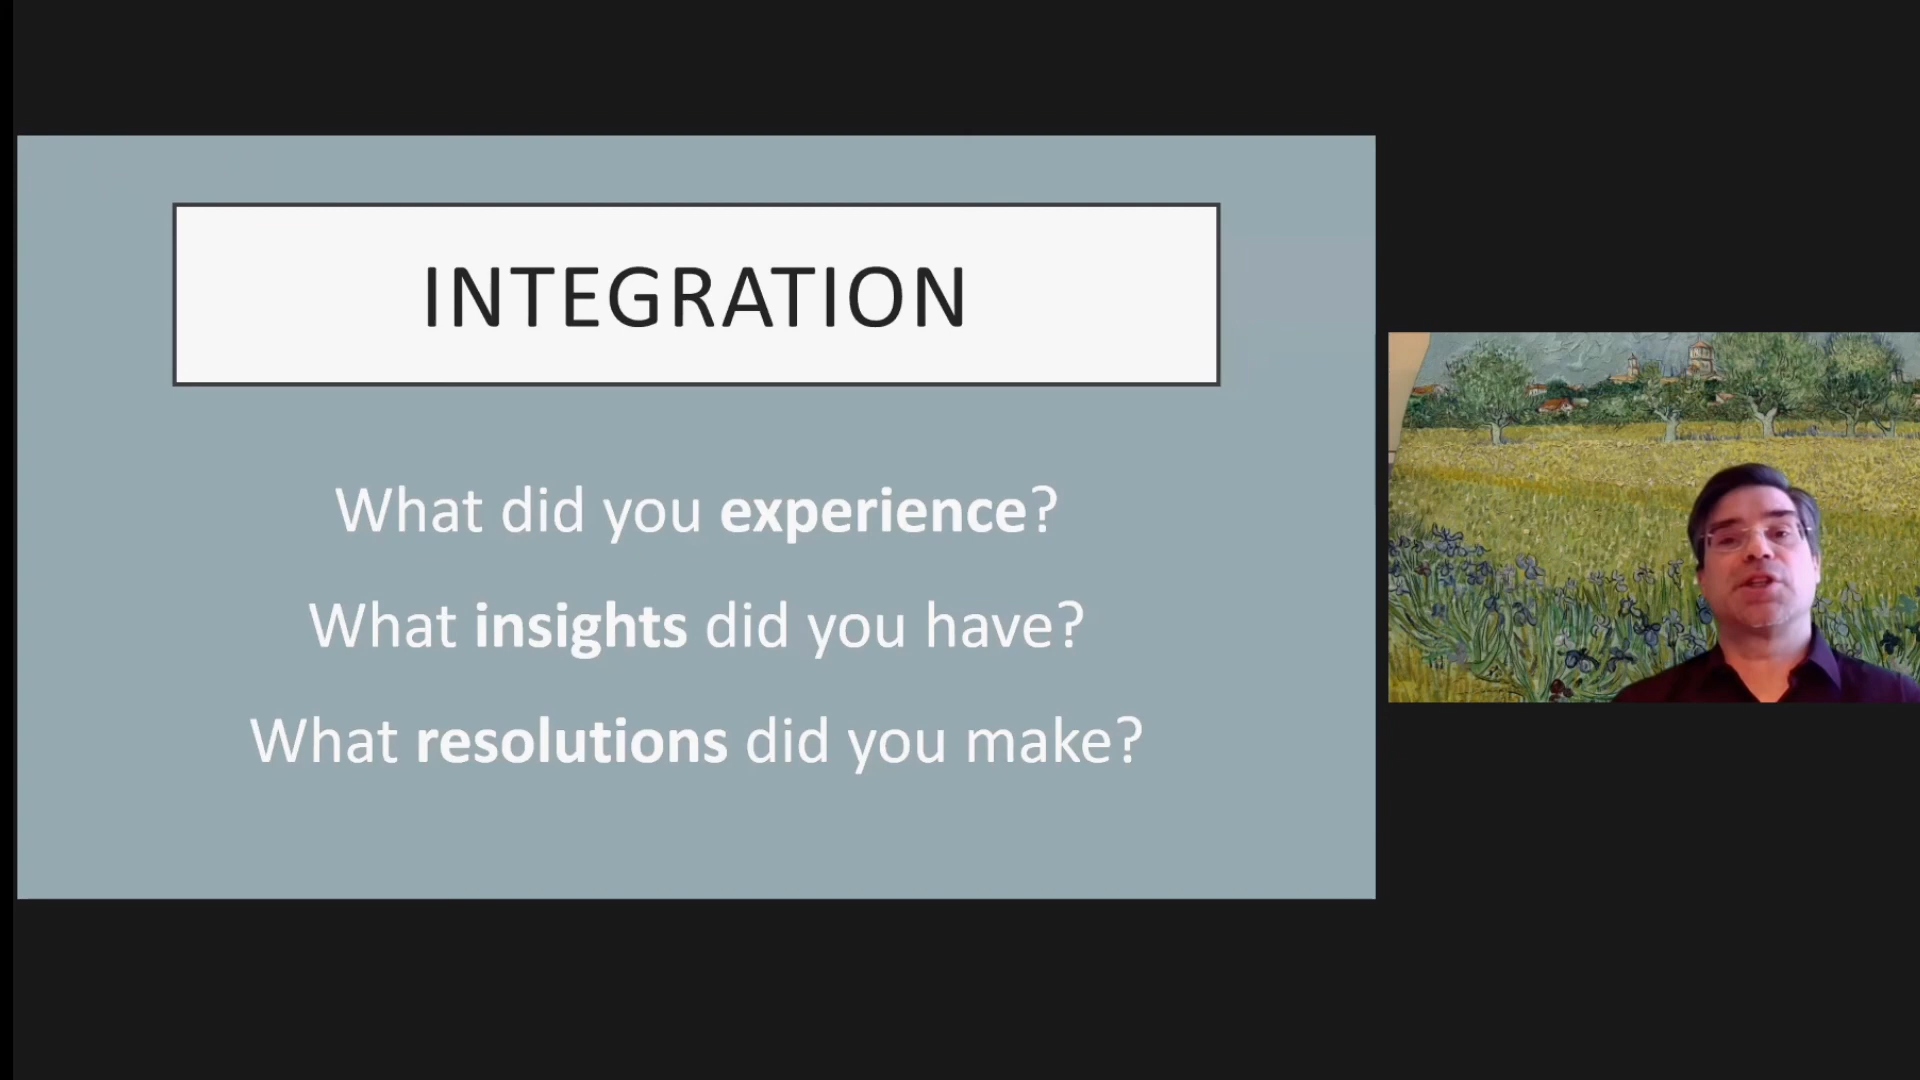 INTEGRATION
What did you experience?
What insights did you have?
What resolutions did you make?